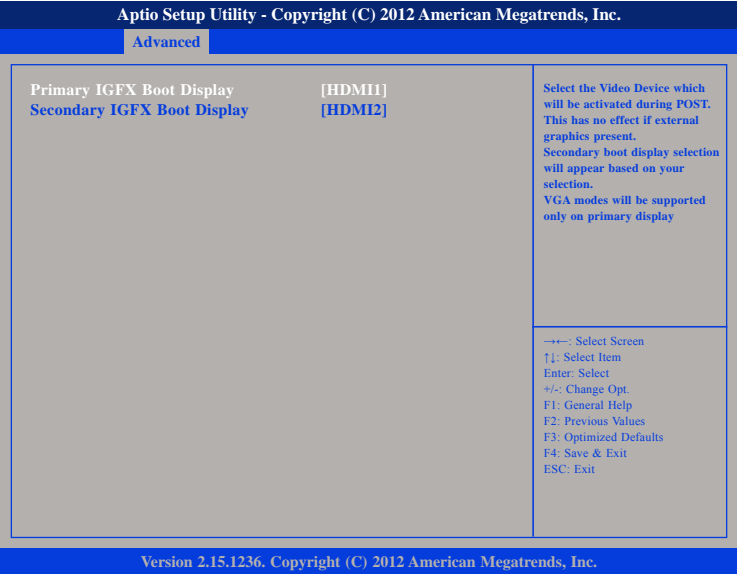 Aptio Setup Utility - Copyright (C) 2012 American Megatrends, Inc.
Advanced
Primary IGFX Boot Display [HDMI1]
Secondary IGFX Boot Display [HDMI2]
Select the Video Device which
will be activated during POST.
This has no effect if external
graphics present.
Secondary boot display selection
will appear based on your
selection.
VGA modes will be supported
only on primary display
→←: Select Screen
↑↓: Select Item
Enter: Select
+/-: Change Opt.
F1: General Help
F2: Previous Values
F3: Optimized Defaults
F4: Save & Exit
ESC: Exit
Version 2.15.1236. Copyright (C) 2012 American Megatrends, Inc.